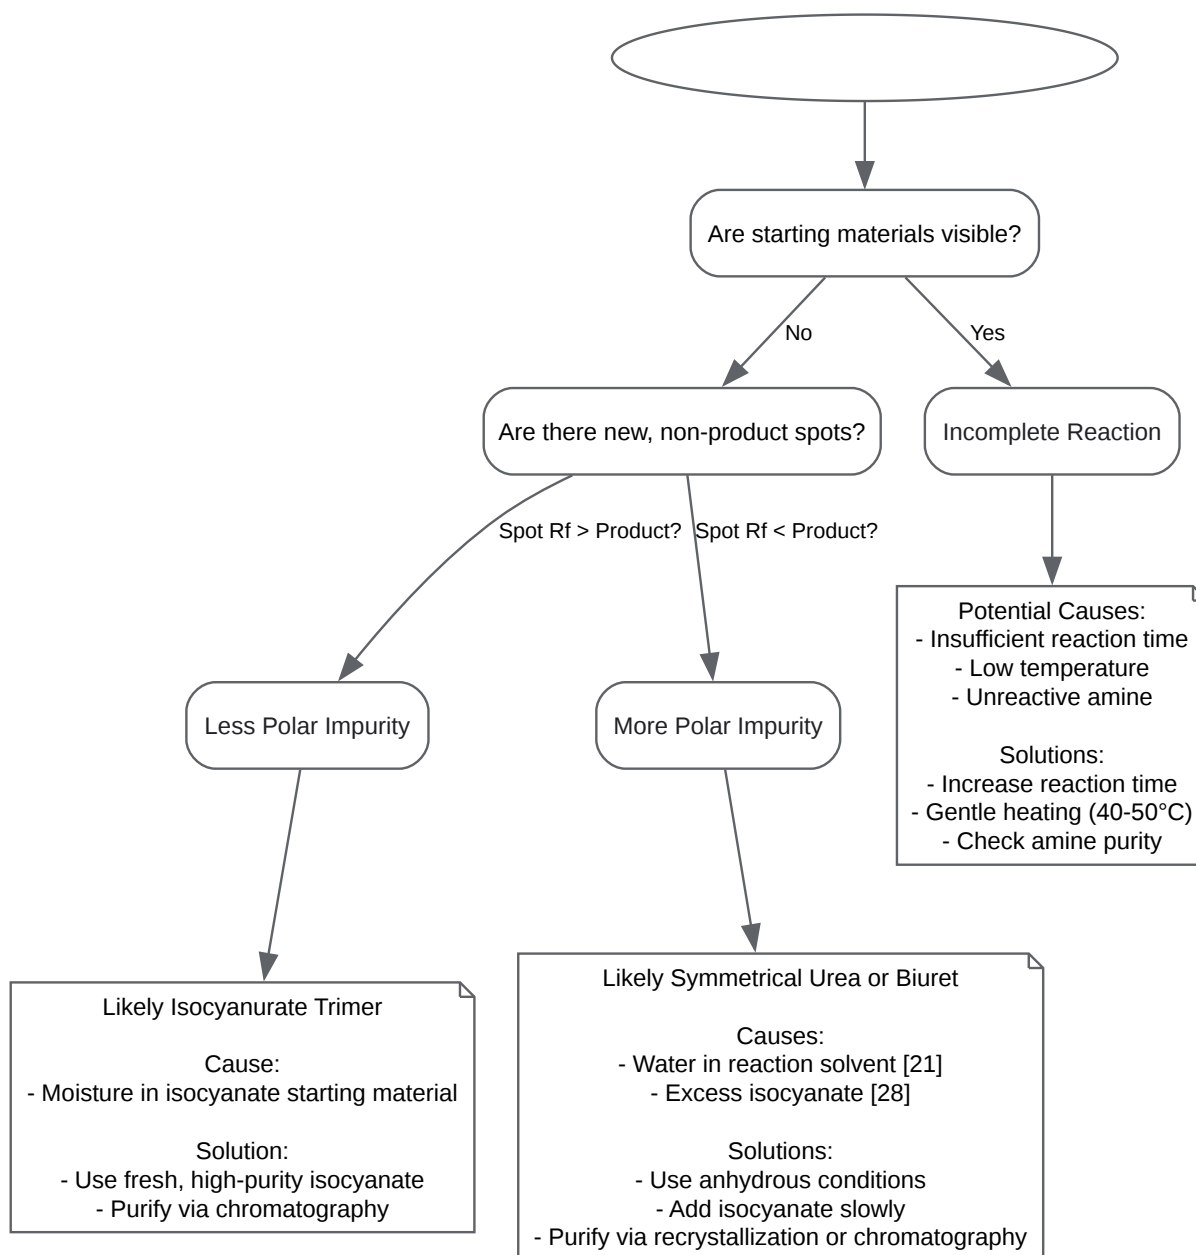 Are starting materials visible?
No
Yes
Are there new, non-product spots?
Incomplete Reaction
Spot Rf > Product?
Spot Rf < Product?
Potential Causes:
- Insufficient reaction time
- Low temperature
- Unreactive amine
Solutions:
- Increase reaction time
- Gentle heating (40-50°C)
- Check amine purity
Less Polar Impurity
More Polar Impurity
Likely Isocyanurate Trimer
Cause:
- Moisture in isocyanate starting material
Solution:
- Use fresh, high-purity isocyanate
- Purify via chromatography
Likely Symmetrical Urea or Biuret
Causes:
- Water in reaction solvent [21]
- Excess isocyanate [28]
Solutions:
- Use anhydrous conditions
- Add isocyanate slowly
- Purify via recrystallization or chromatography